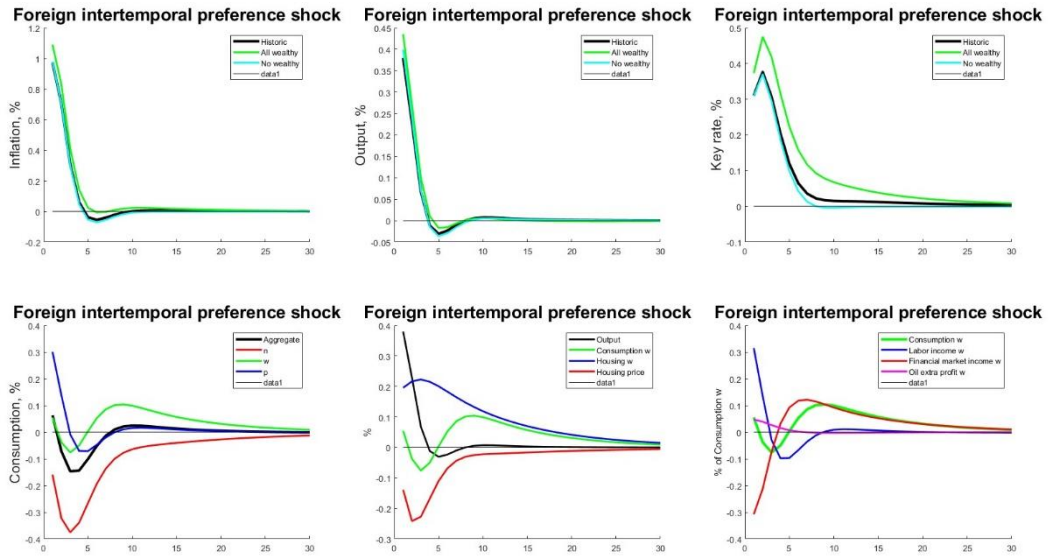 Foreign intertemporal preference shock
Inflation, %
1.2
1
0.8
0.6
0.4
0.2
0
-0.2
0 5 10 15 20 25 30
Historic
All wealthy
No wealthy
data1
Foreign intertemporal preference shock
Output, %
0.45
0.4
0.35
0.3
0.25
0.2
0.15
0.1
0.05
0
-0.05
0 5 10 15 20 25 30
Historic
All wealthy
No wealthy
data1
Foreign intertemporal preference shock
Key rate, %
0.5
0.4
0.3
0.2
0.1
0
-0.1
0 5 10 15 20 25 30
Historic
All wealthy
No wealthy
data1
Foreign intertemporal preference shock
Consumption, %
0.4
0.3
0.2
0.1
0
-0.1
-0.2
-0.3
-0.4
0 5 10 15 20 25 30
Aggregate
n
w
p
data1
Foreign intertemporal preference shock
%
0.4
0.3
0.2
0.1
0
-0.1
-0.2
-0.3
0 5 10 15 20 25 30
Output
Consumption w
Housing w
Housing price
data1
Foreign intertemporal preference shock
% of Consumption w
0.4
0.3
0.2
0.1
0
-0.1
-0.2
-0.3
-0.4
0 5 10 15 20 25 30
Consumption w
Labor income w
Financial market income w
Oil extra profit w
data1